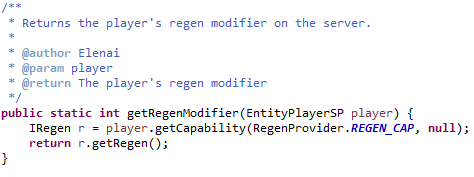 /**
 * Returns the player's regen modifier on the server.
 *
 * @author Elenai
 * @param player
 * @return The player's regen modifier
 */
public static int getRegenModifier(EntityPlayerSP player) {
    IRegen r = player.getCapability(RegenProvider.REGEN_CAP, null);
    return r.getRegen();
}